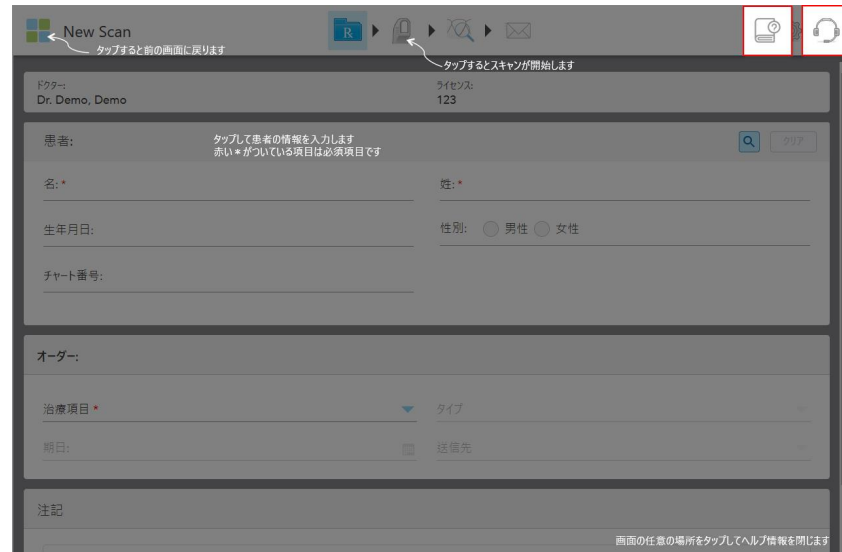 New Scan
タップすると前の画面に戻ります
タップするとスキャンが開始します
ドクター:
Dr. Demo, Demo
ライセンス:
123
患者:
タップして患者の情報を入力します
赤い＊がついている項目は必須項目です
クリア
名: *
姓: *
生年月日:
性別: 男性 女性
チャート番号:
オーダー:
治療項目 *
タイプ
期日:
送信先
注記
画面の任意の場所をタップしてヘルプ情報を閉じます